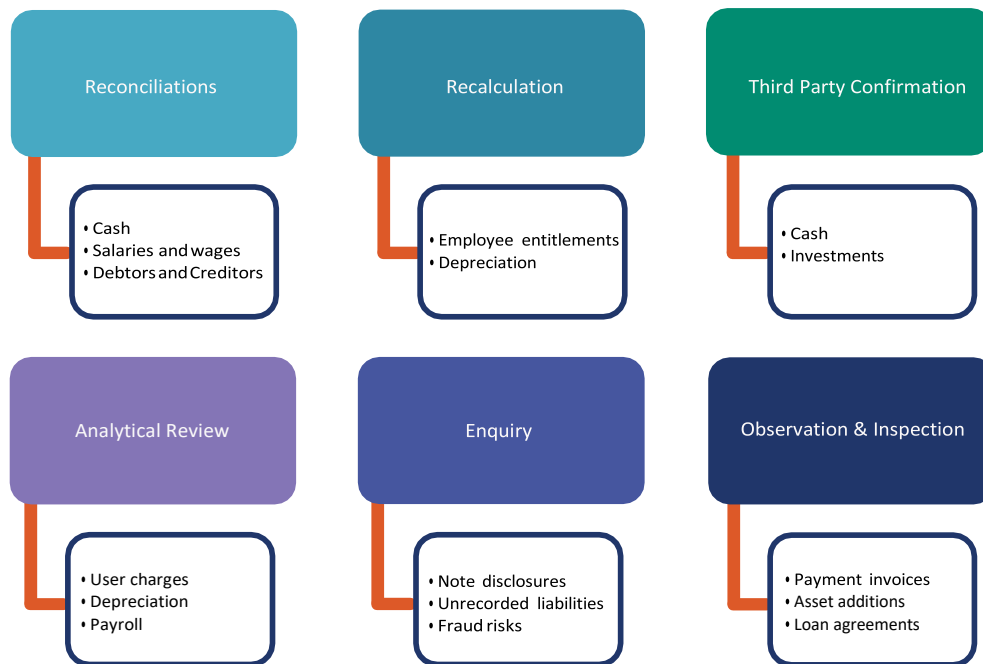 Reconciliations
• Cash
• Salaries and wages
• Debtors and Creditors
Recalculation
• Employee entitlements
• Depreciation
Third Party Confirmation
• Cash
• Investments
Analytical Review
• User charges
• Depreciation
• Payroll
Enquiry
• Note disclosures
• Unrecorded liabilities
• Fraud risks
Observation & Inspection
• Payment invoices
• Asset additions
• Loan agreements